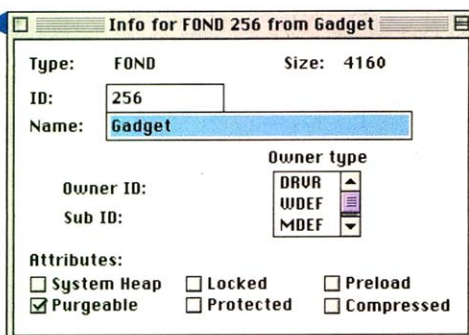 Info for FOND 256 from Gadget
Type: FOND Size: 4160
ID: 256
Name: Gadget
Owner type
Owner ID: DRVR
WDEF
Sub ID: MDEF
Attributes:
System Heap Locked Preload
Purgeable Protected Compressed